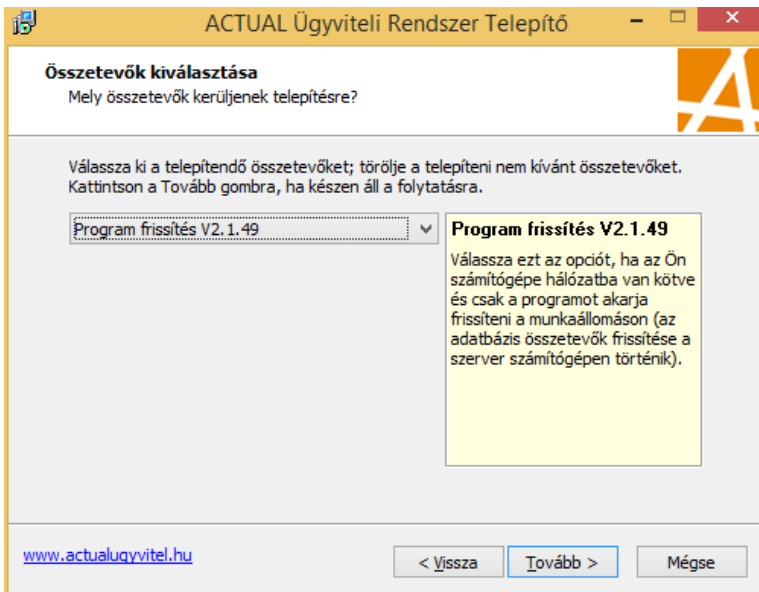 ACTUAL Ügyviteli Rendszer Telepítő
Összetevők kiválasztása
Mely összetevők kerüljenek telepítésre?
Válassza ki a telepítendő összetevőket; törölje a telepíteni nem kívánt összetevőket.
Kattintson a Tovább gombra, ha készen áll a folytatásra.
Program frissítés V2.1.49
Program frissítés V2.1.49
Válassza ezt az opciót, ha az Ön
számítógépe hálózatba van kötve
és csak a programot akarja
frissíteni a munkaállomáson (az
adatbázis összetevők frissítése a
szerver számítógépen történik).
www.actualugyvitel.hu
< Vissza
Tovább >
Mégse